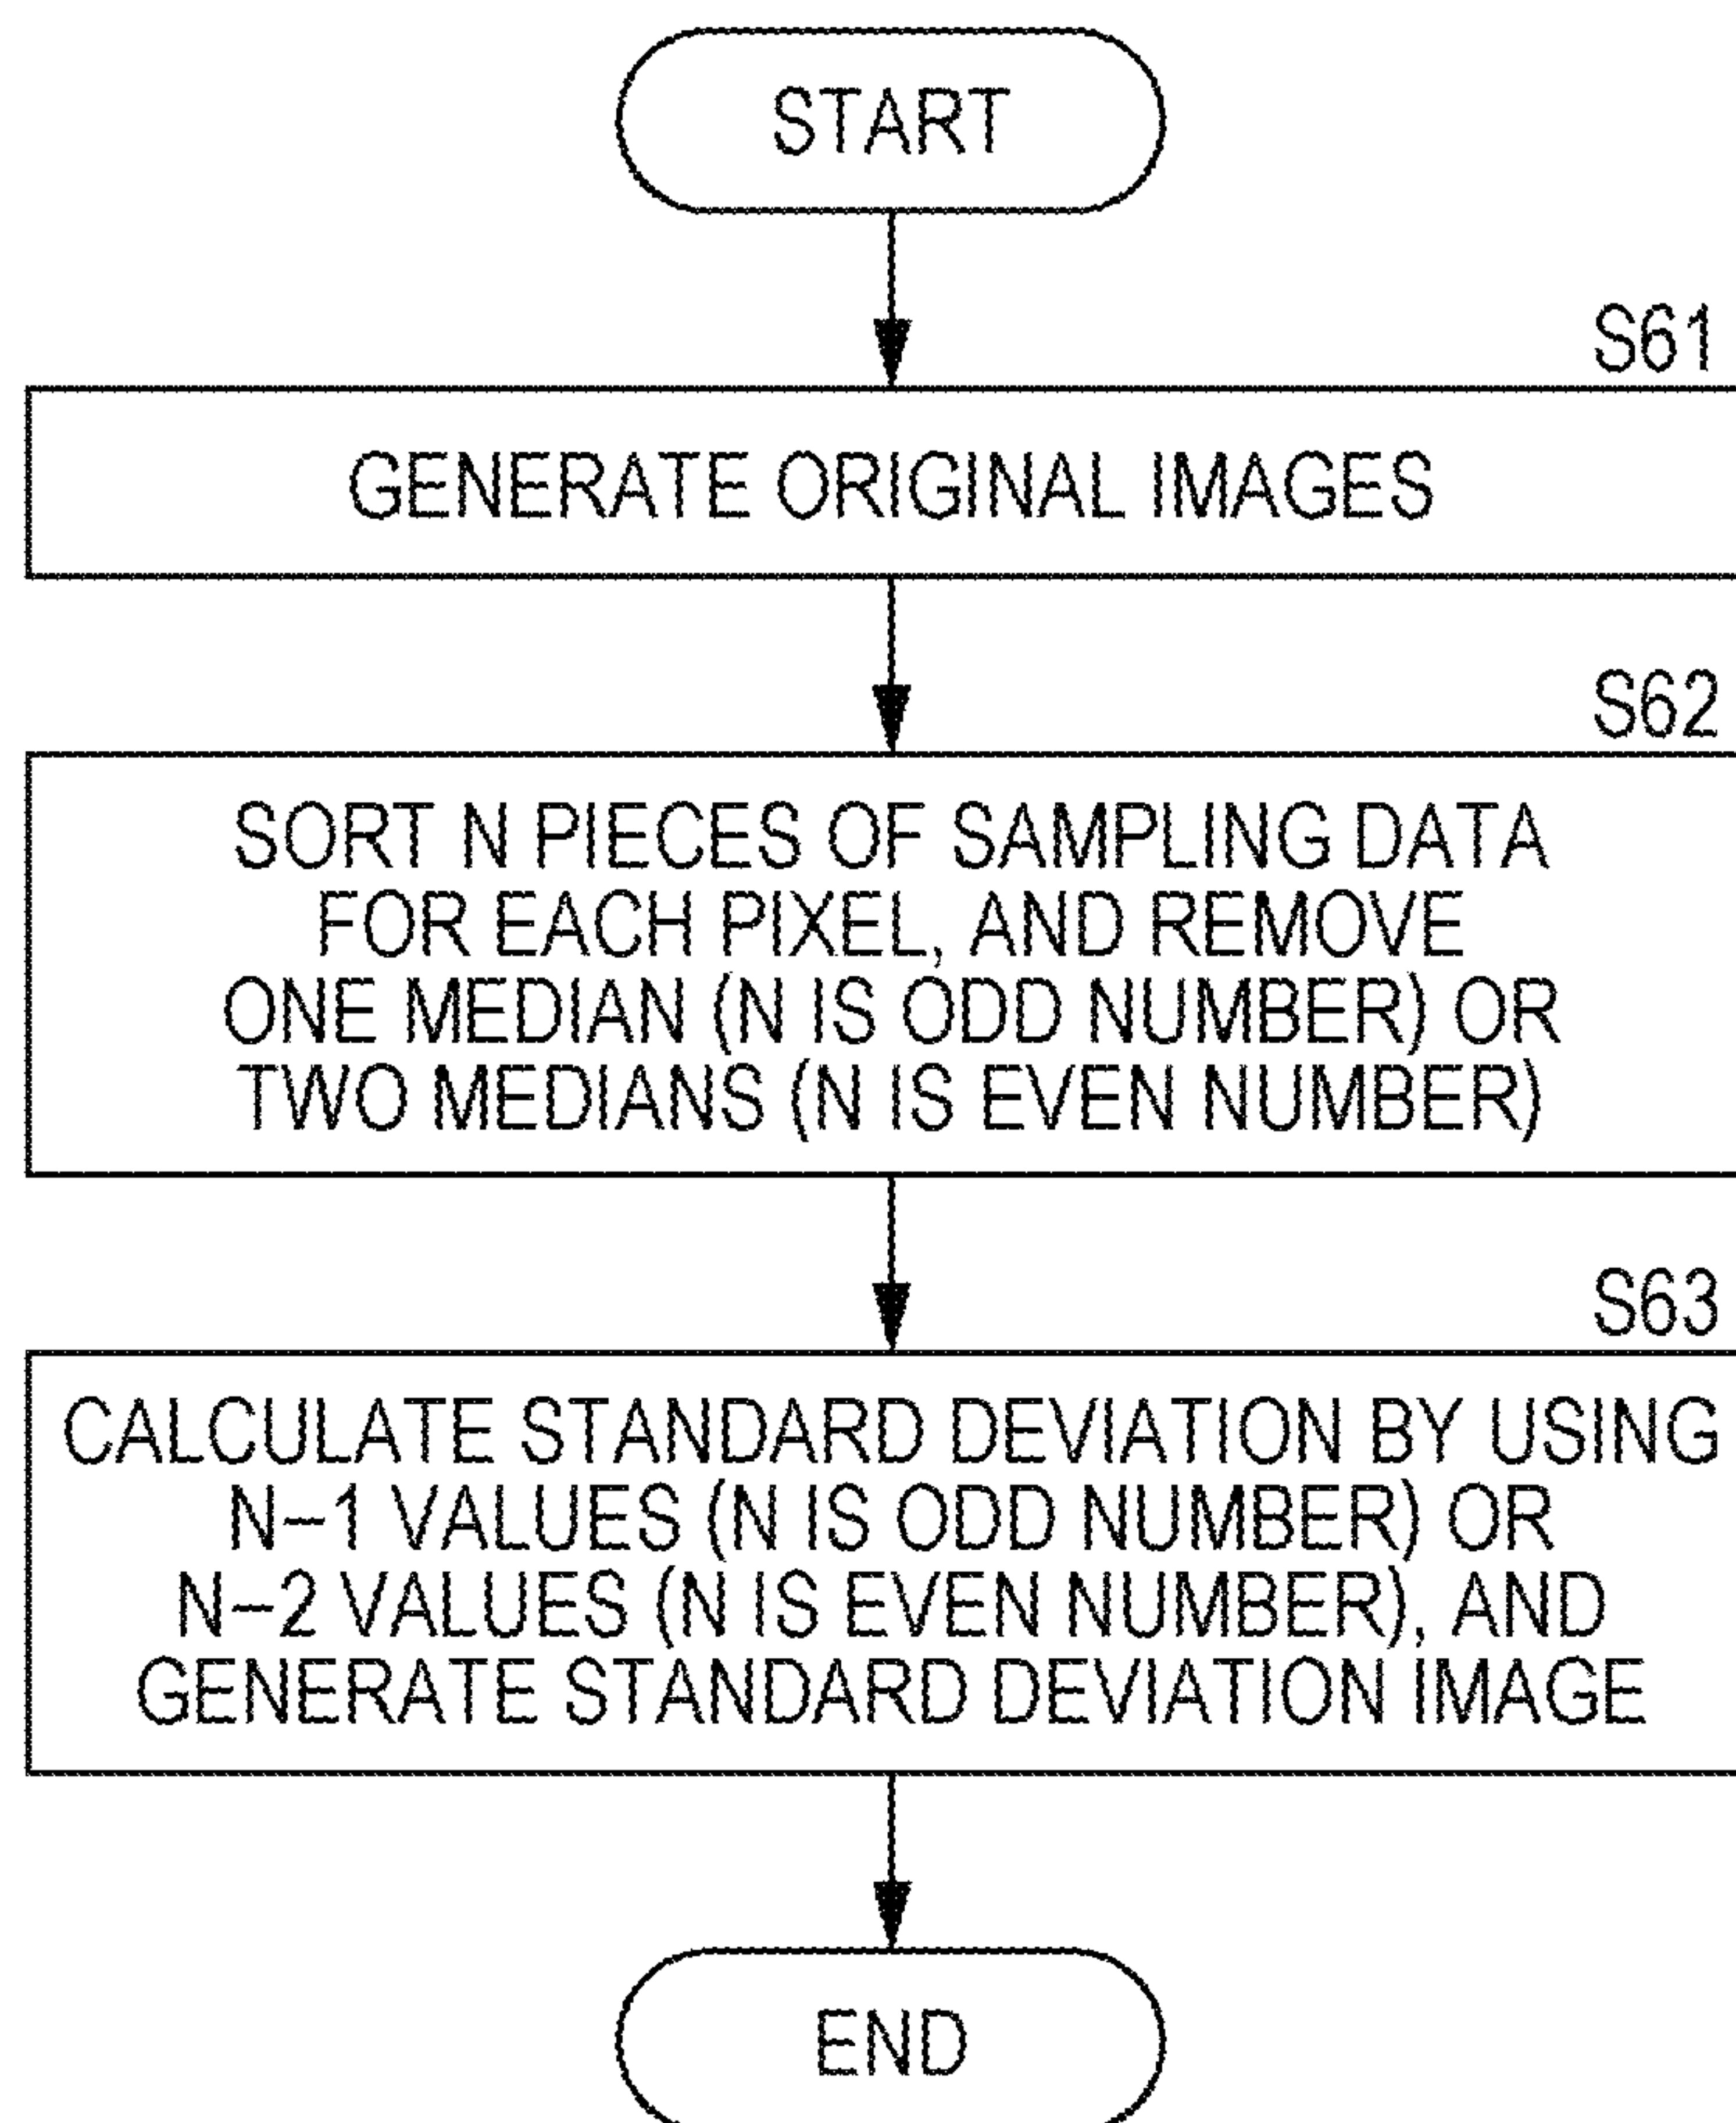 START
S61
GENERATE ORIGINAL IMAGES
S62
SORT N PIECES OF SAMPLING DATA
FOR EACH PIXEL, AND REMOVE
ONE MEDIAN (N IS ODD NUMBER) OR
TWO MEDIANS (N IS EVEN NUMBER)
S63
CALCULATE STANDARD DEVIATION BY USING
N−1 VALUES (N IS ODD NUMBER) OR
N−2 VALUES (N IS EVEN NUMBER), AND
GENERATE STANDARD DEVIATION IMAGE
END